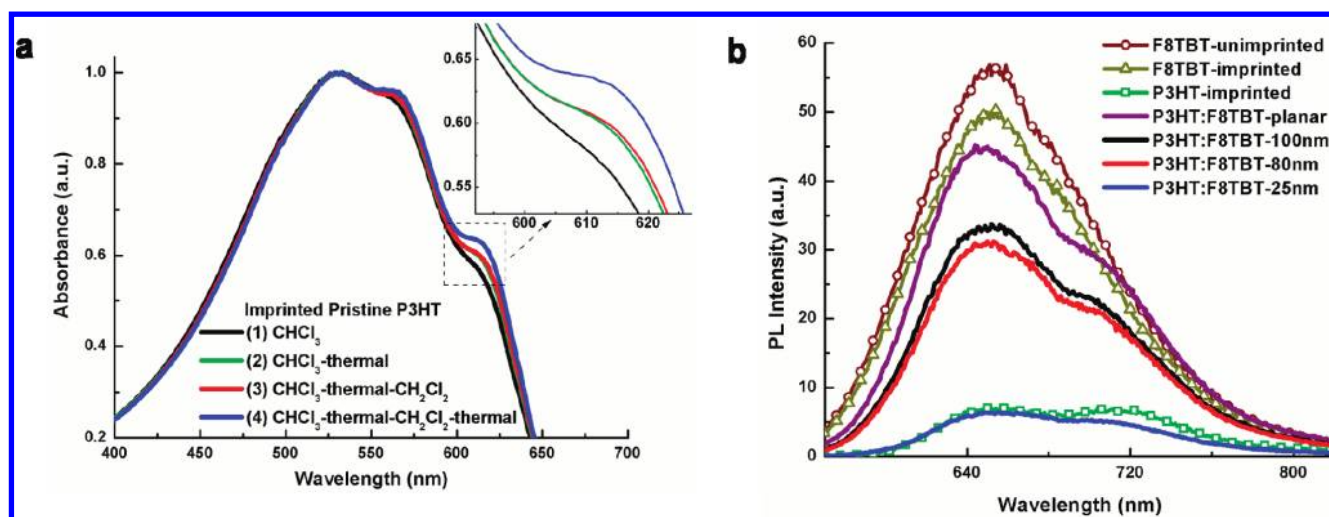 a
Absorbance (a.u.)
1.0
0.8
0.6
0.4
0.2
400
450
500
550
600
650
700
Wavelength (nm)
Imprinted Pristine P3HT
(1) CHCl₃
(2) CHCl₃-thermal
(3) CHCl₃-thermal-CH₂Cl₂
(4) CHCl₃-thermal-CH₂Cl₂-thermal
0.65
0.60
0.55
600
610
620
b
PL Intensity (a.u.)
60
50
40
30
20
10
0
640
720
800
Wavelength (nm)
F8TBT-unimprinted
F8TBT-imprinted
P3HT-imprinted
P3HT:F8TBT-planar
P3HT:F8TBT-100nm
P3HT:F8TBT-80nm
P3HT:F8TBT-25nm